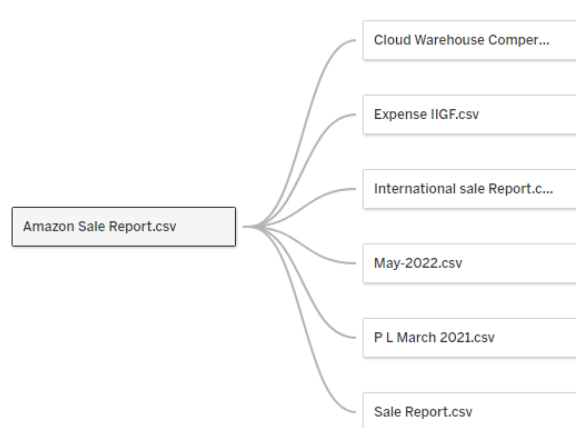 Cloud Warehouse Comper...
Expense IIGF.csv
International sale Report.c...
Amazon Sale Report.csv
May-2022.csv
P L March 2021.csv
Sale Report.csv